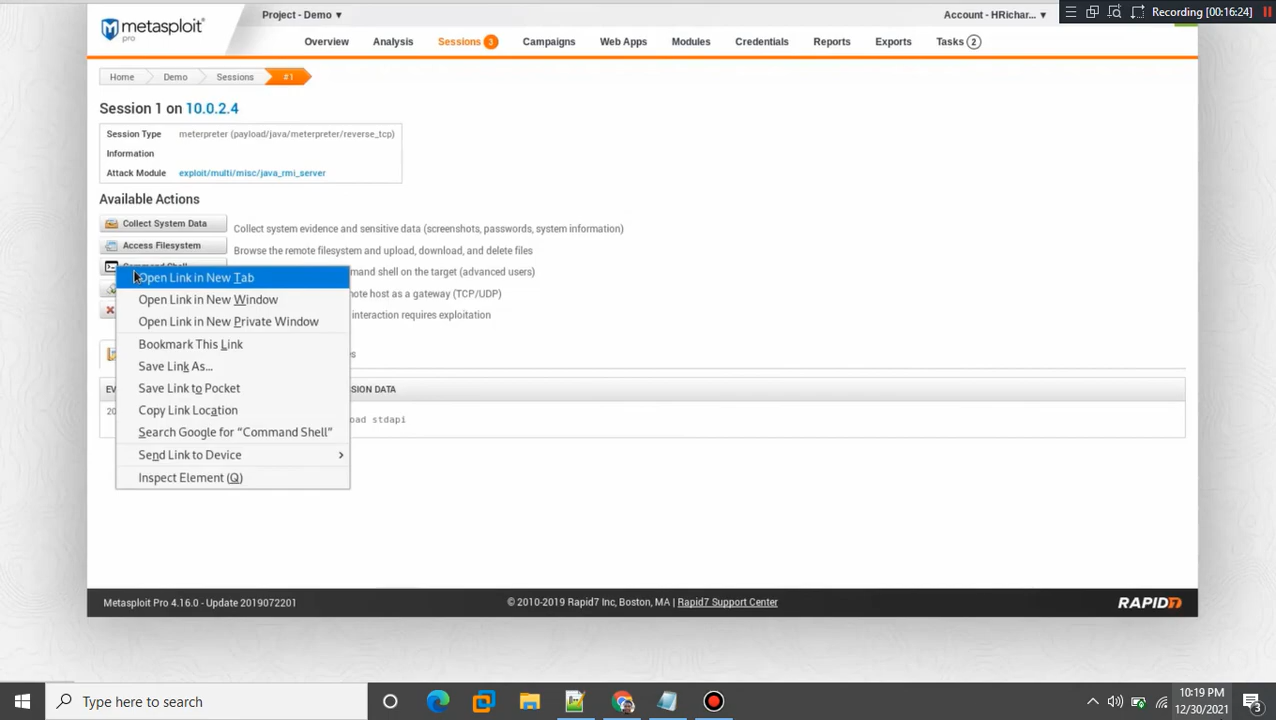 metasploit
pro
Project - Demo ▼
Account - HRichar... ▼
Recording [00:16:24]
Overview
Analysis
Sessions 3
Campaigns
Web Apps
Modules
Credentials
Reports
Exports
Tasks 2
Home
Demo
Sessions
#1
Session 1 on 10.0.2.4
Session Type meterpreter (payload/java/meterpreter/reverse_tcp)
Information
Attack Module exploit/multi/misc/java_rmi_server
Available Actions
Collect System Data Collect system evidence and sensitive data (screenshots, passwords, system information)
Access Filesystem Browse the remote filesystem and upload, download, and delete files
Command Shell mmand shell on the target (advanced users)
Open Link in New Tab
note host as a gateway (TCP/UDP)
Open Link in New Window
interaction requires exploitation
Open Link in New Private Window
Bookmark This Link
Save Link As...
Save Link to Pocket
Copy Link Location
Search Google for “Command Shell”
Send Link to Device
Inspect Element (Q)
es
EV SION DATA
20 oad stdapi
Metasploit Pro 4.16.0 - Update 2019072201
© 2010-2019 Rapid7 Inc, Boston, MA | Rapid7 Support Center
RAPID7
Type here to search
10:19 PM
12/30/2021
3